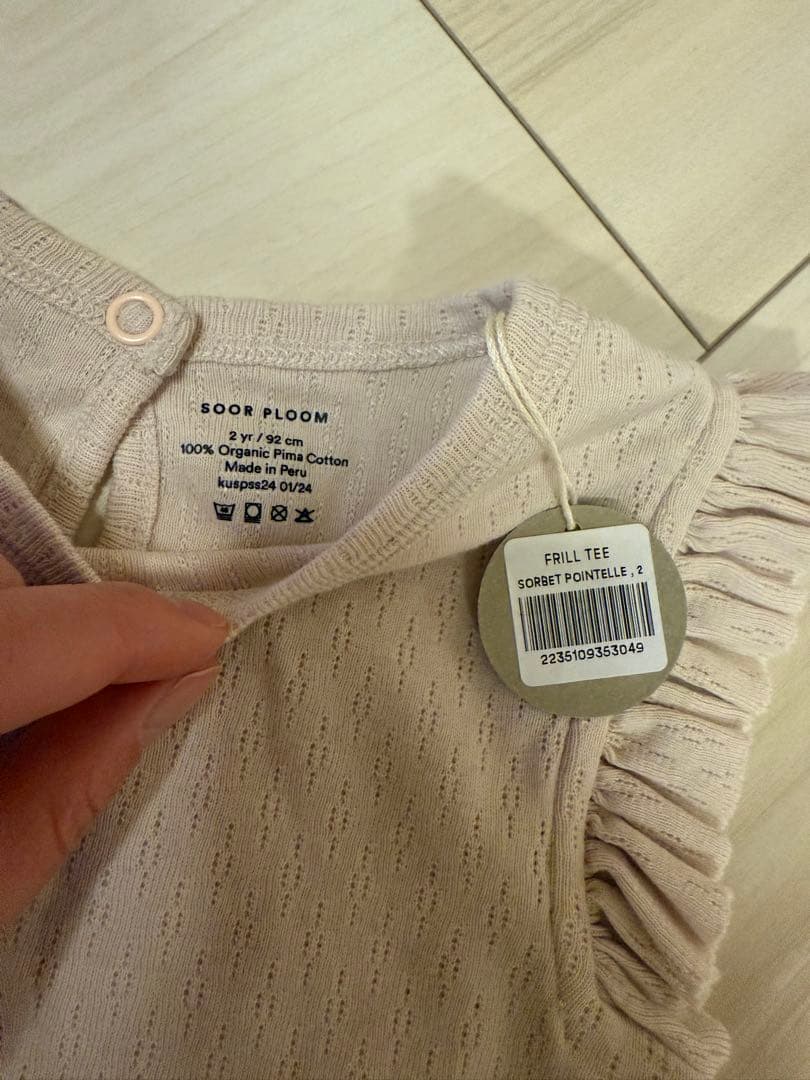 SOOR PLOOM
2 yr / 92 cm
100% Organic Pima Cotton
Made in Peru
kuspss24 01/24
FRILL TEE
SORBET POINTELLE , 2
2235109353049